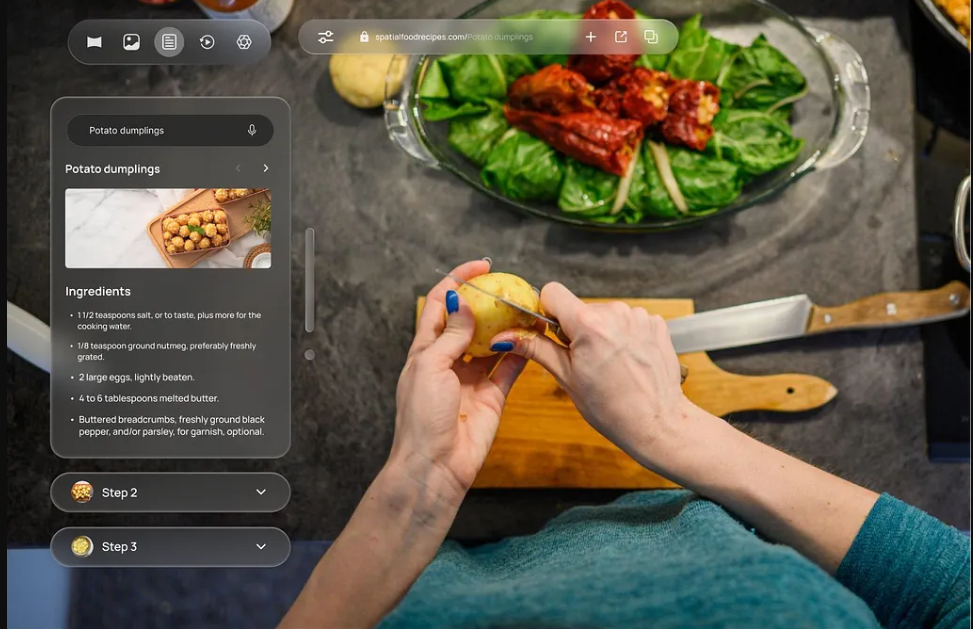 spatialfoodrecipes.com/Potato dumplings
Potato dumplings
Potato dumplings
Ingredients
• 1 1/2 teaspoons salt, or to taste, plus more for the
cooking water.
• 1/8 teaspoon ground nutmeg, preferably freshly
grated.
• 2 large eggs, lightly beaten.
• 4 to 6 tablespoons melted butter.
• Buttered breadcrumbs, freshly ground black
pepper, and/or parsley, for garnish, optional.
Step 2
Step 3